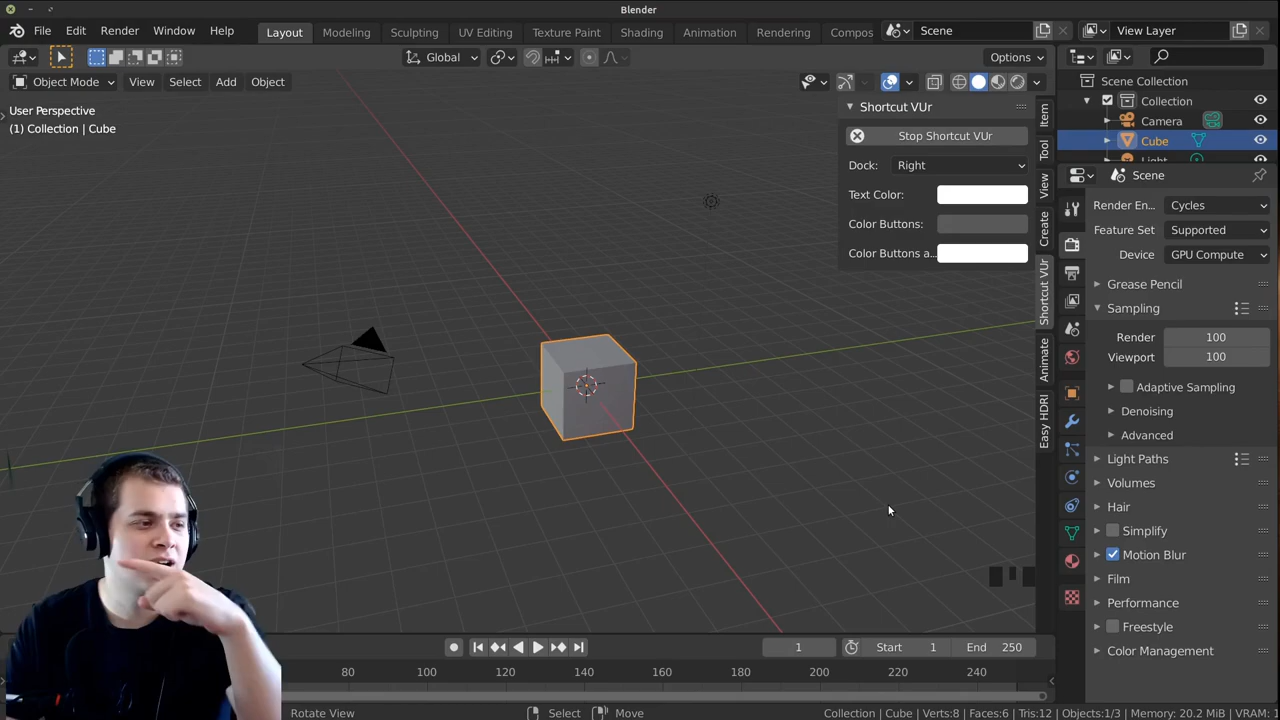 Blender
File Edit Render Window Help Layout Modeling Sculpting UV Editing Texture Paint Shading Animation Rendering Compos Scene View Layer
Global Options
Object Mode View Select Add Object
User Perspective
(1) Collection | Cube
Shortcut VUr
Stop Shortcut VUr
Dock: Right
Text Color:
Color Buttons:
Color Buttons a...
Item
Tool
View
Create
Shortcut VUr
Animate
Easy HDRI
Scene Collection
Collection
Camera
Cube
Light
Scene
Render En... Cycles
Feature Set Supported
Device GPU Compute
Grease Pencil
Sampling
Render 100
Viewport 100
Adaptive Sampling
Denoising
Advanced
Light Paths
Volumes
Hair
Simplify
Motion Blur
Film
Performance
Freestyle
Color Management
1 Start 1 End 250
80 100 120 140 160 180 200 220 240
Rotate View Select Move Collection | Cube | Verts:8 | Faces:6 | Tris:12 | Objects:1/3 | Memory: 20.2 MiB | VRAM: 1